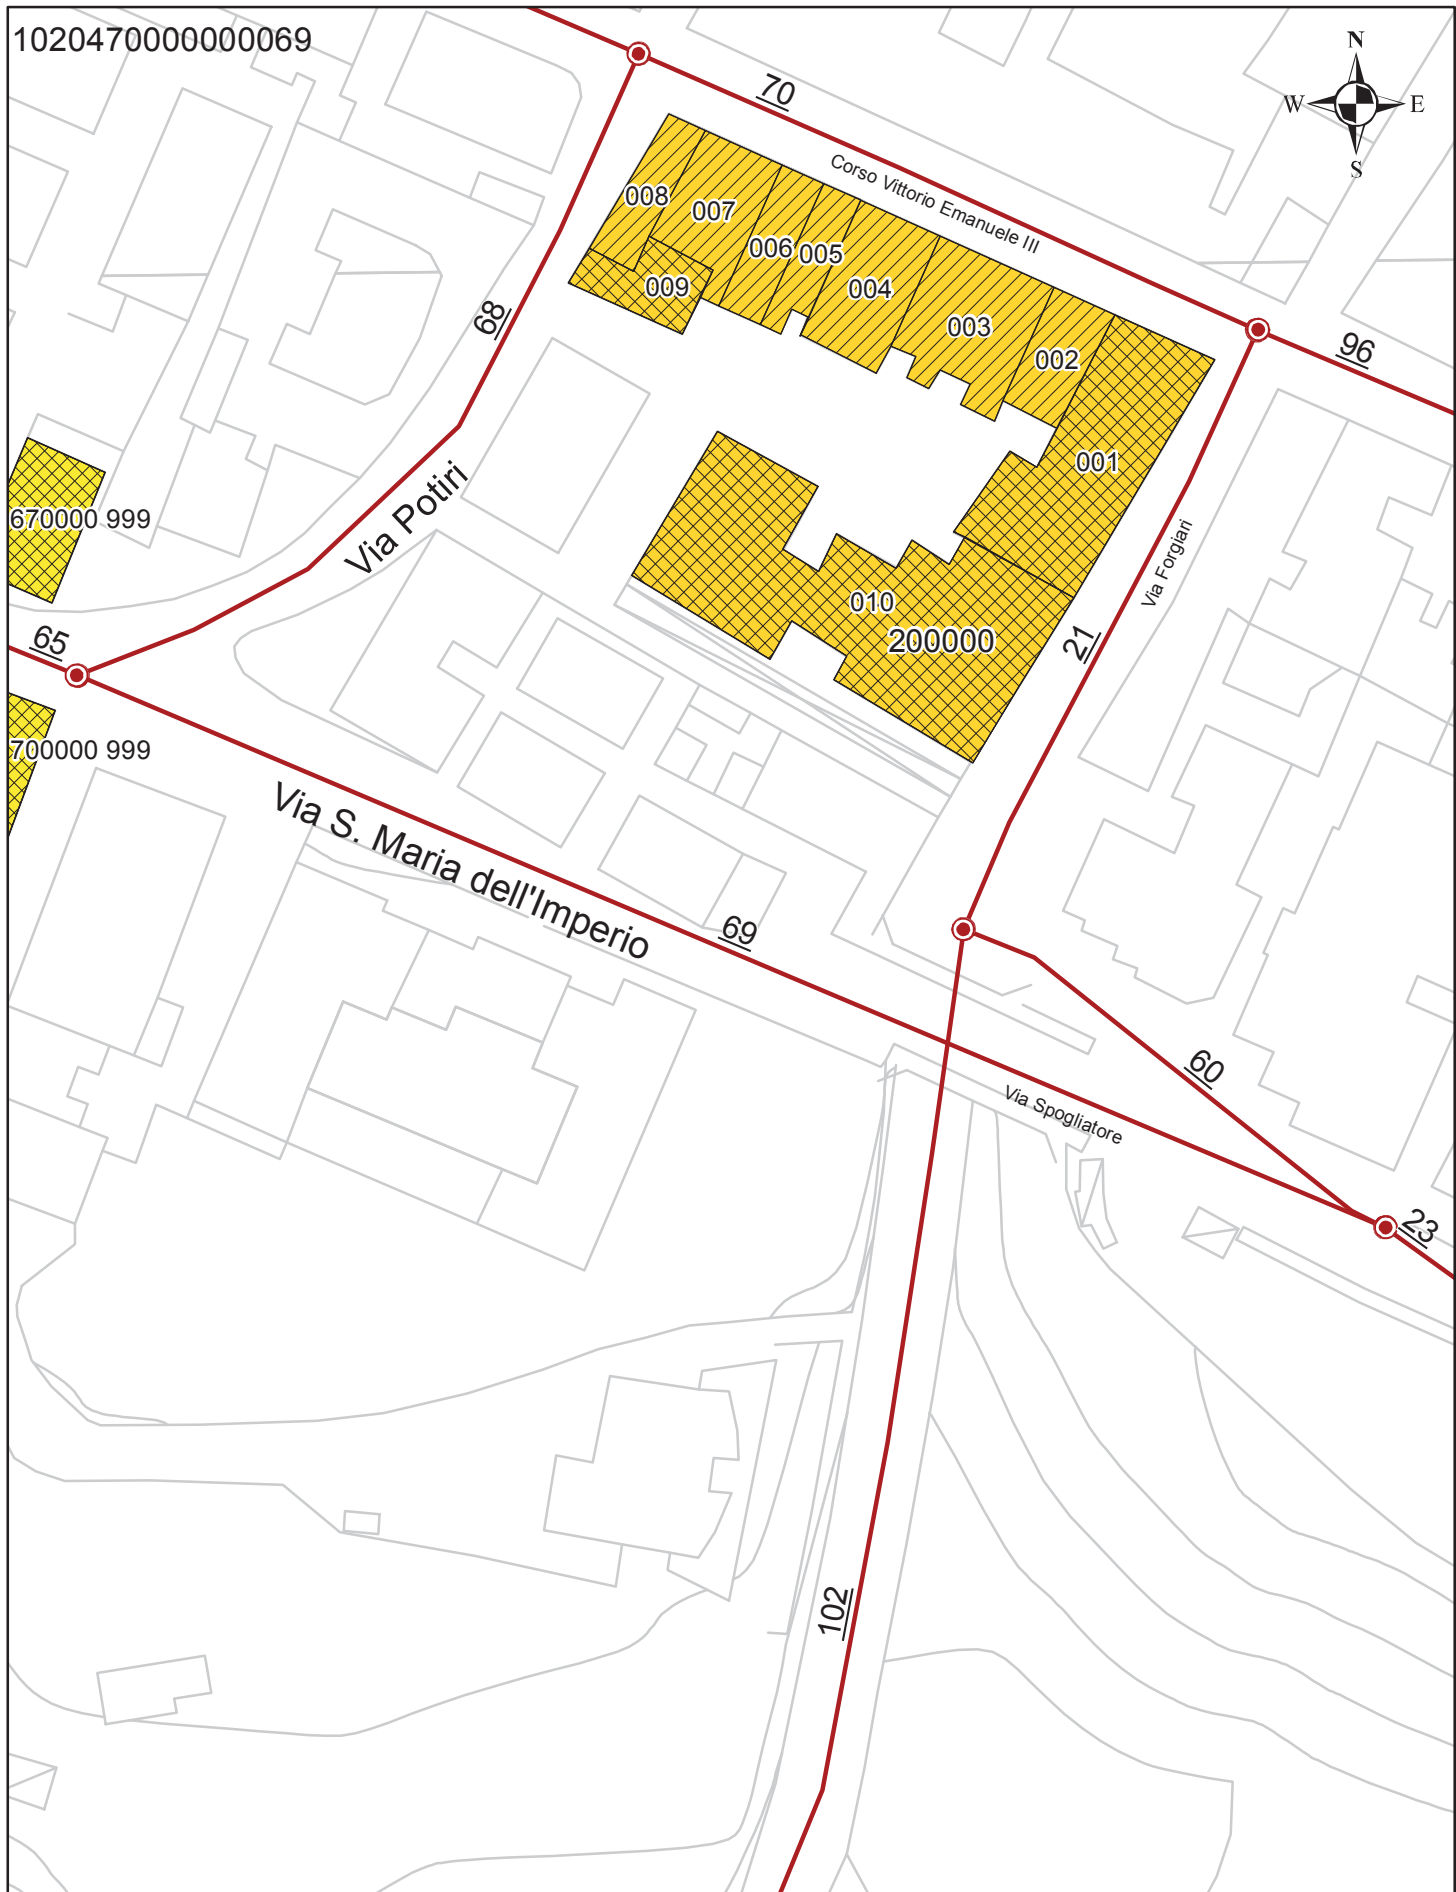 1020470000000069
N
W E
S
70
Corso Vittorio Emanuele III
008
007
006
005
004
003
002
001
009
68
96
Via Potiri
670000 999
Via Forgiari
010
200000
21
65
700000 999
Via S. Maria dell'Imperio
69
60
Via Spogliatore
23
102